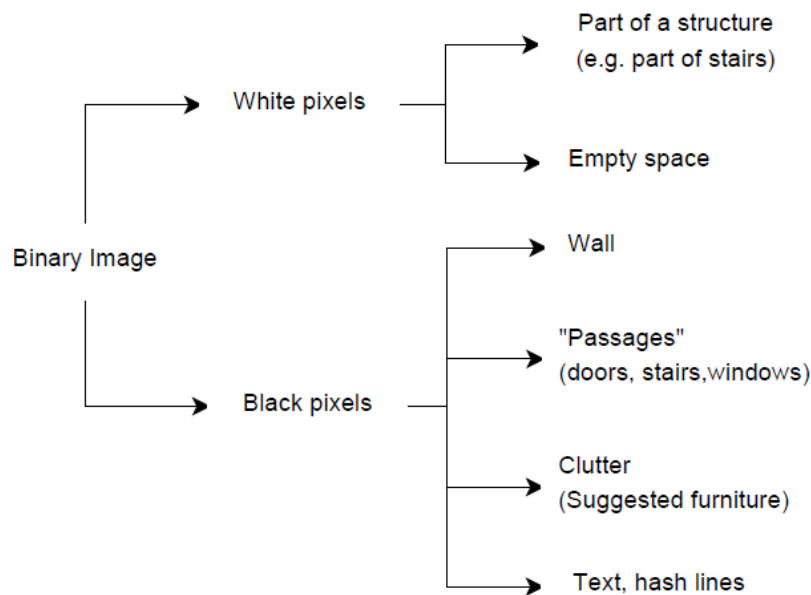 Part of a structure
(e.g. part of stairs)
White pixels
Empty space
Binary Image
Wall
"Passages"
(doors, stairs,windows)
Black pixels
Clutter
(Suggested furniture)
Text, hash lines